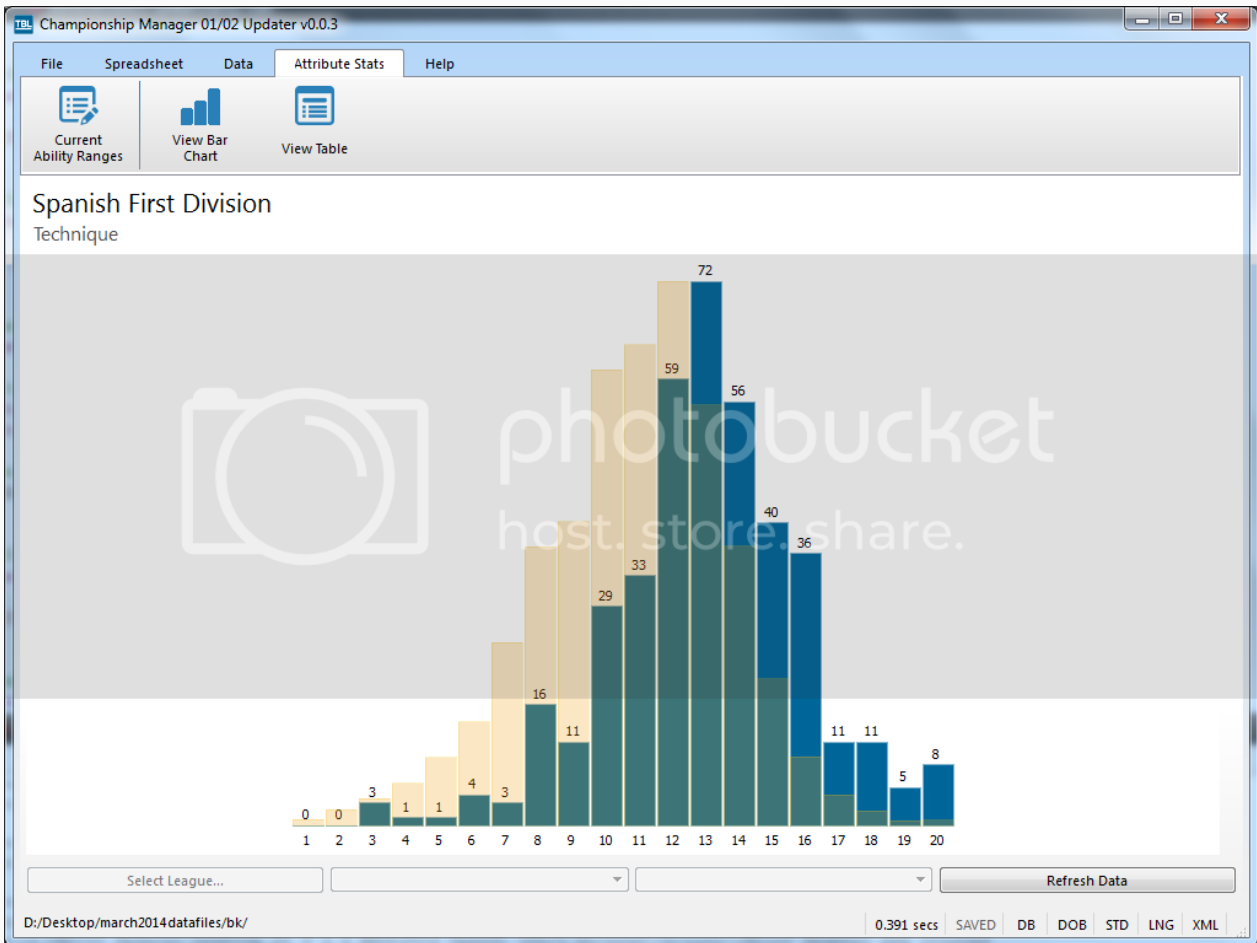 TBL Championship Manager 01/02 Updater v0.0.3
File Spreadsheet Data Attribute Stats Help
Current
Ability Ranges
View Bar
Chart
View Table
Spanish First Division
Technique
72
59
56
40
36
33
29
16
11
11 11
8
5
4
3
3
1 1
0 0
photobucket
host. store. share.
1 2 3 4 5 6 7 8 9 10 11 12 13 14 15 16 17 18 19 20
Select League...
Refresh Data
D:/Desktop/march2014datafiles/bk/
0.391 secs SAVED DB DOB STD LNG XML